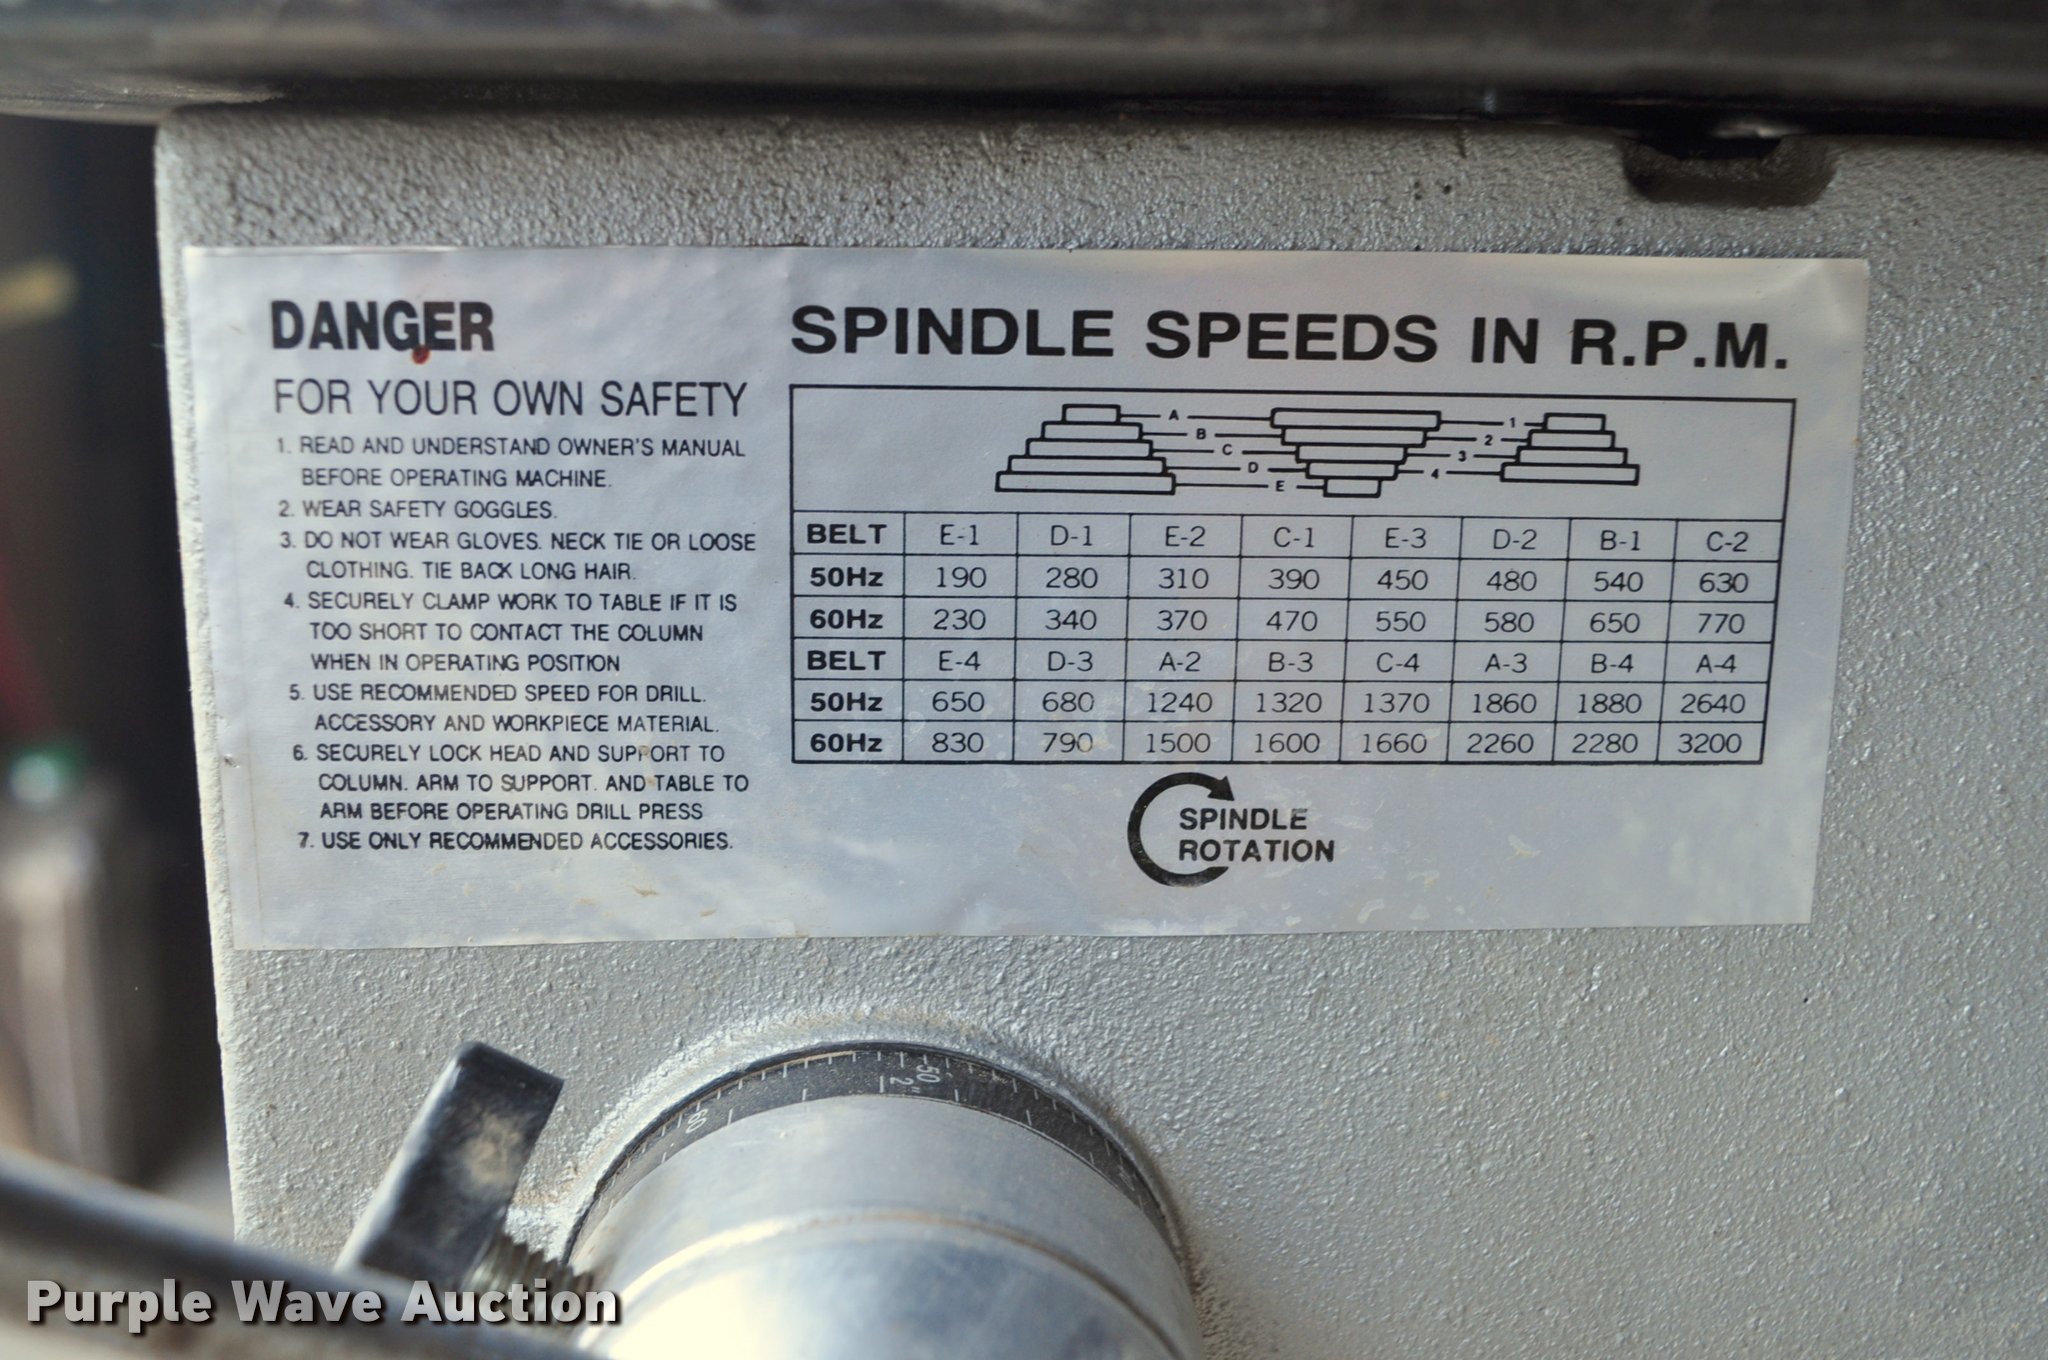 DANGER
FOR YOUR OWN SAFETY
1. READ AND UNDERSTAND OWNER'S MANUAL
BEFORE OPERATING MACHINE.
2. WEAR SAFETY GOGGLES.
3. DO NOT WEAR GLOVES. NECK TIE OR LOOSE
CLOTHING. TIE BACK LONG HAIR.
4. SECURELY CLAMP WORK TO TABLE IF IT IS
TOO SHORT TO CONTACT THE COLUMN
WHEN IN OPERATING POSITION
5. USE RECOMMENDED SPEED FOR DRILL.
ACCESSORY AND WORKPIECE MATERIAL.
6. SECURELY LOCK HEAD AND SUPPORT TO
COLUMN. ARM TO SUPPORT. AND TABLE TO
ARM BEFORE OPERATING DRILL PRESS
7. USE ONLY RECOMMENDED ACCESSORIES.
SPINDLE SPEEDS IN R.P.M.
A 1
B 2
C 3
D 4
E
BELT E-1 D-1 E-2 C-1 E-3 D-2 B-1 C-2
50Hz 190 280 310 390 450 480 540 630
60Hz 230 340 370 470 550 580 650 770
BELT E-4 D-3 A-2 B-3 C-4 A-3 B-4 A-4
50Hz 650 680 1240 1320 1370 1860 1880 2640
60Hz 830 790 1500 1600 1660 2260 2280 3200
SPINDLE
ROTATION
50
2"
60
Purple Wave Auction